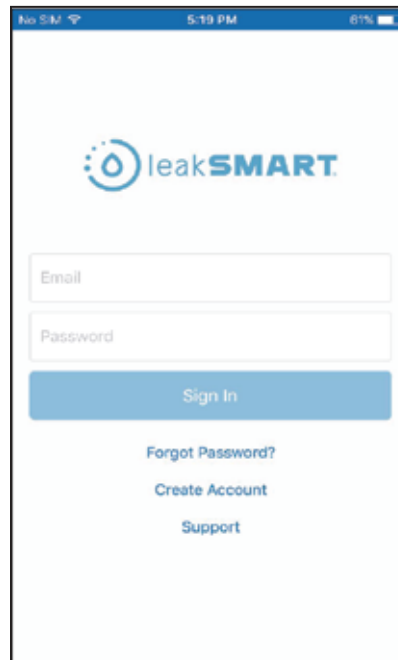 No SIM 5:19 PM 61%
leakSMART.
Email
Password
Sign In
Forgot Password?
Create Account
Support